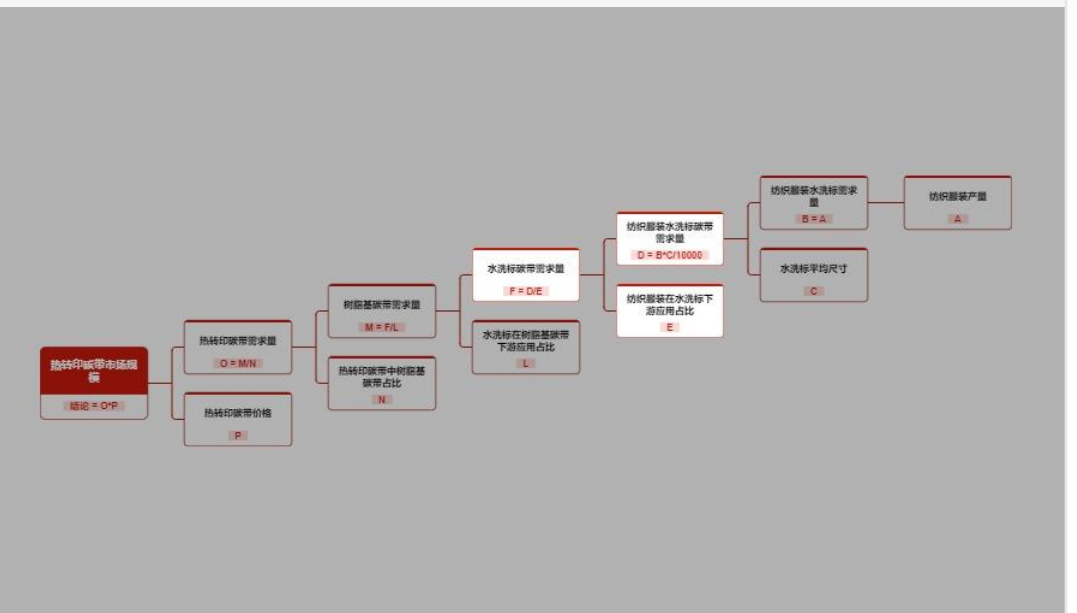 热转印碳带市场规
模
结论 = O*P
热转印碳带需求量
O = M/N
热转印碳带价格
P
树脂基碳带需求量
M = F/L
热转印碳带中树脂基
碳带占比
N
水洗标碳带需求量
F = D/E
水洗标在树脂基碳带
下游应用占比
L
纺织服装水洗标碳带
需求量
D = B*C/10000
纺织服装在水洗标下
游应用占比
E
纺织服装水洗标需求
量
B = A
水洗标平均尺寸
C
纺织服装产量
A